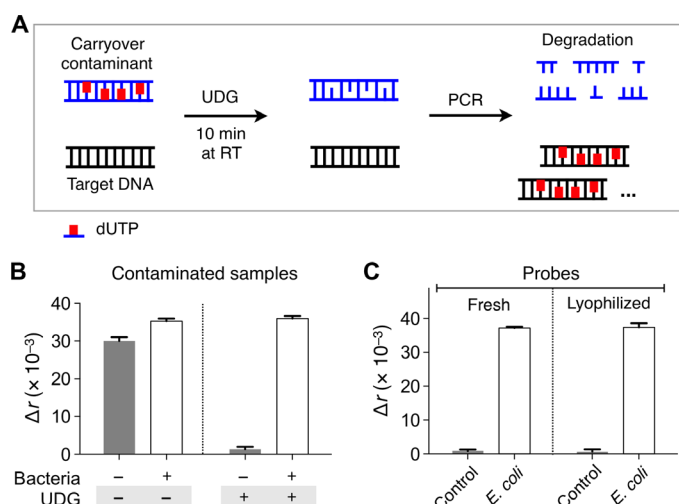 A
Carryover
contaminant
UDG
10 min
at RT
PCR
Degradation
Target DNA
...
dUTP
B
Contaminated samples
Δr (× 10⁻³)
40
30
20
10
0
Bacteria – + – +
UDG – – + +
C
Probes
Fresh Lyophilized
Δr (× 10⁻³)
40
30
20
10
0
Control E. coli Control E. coli